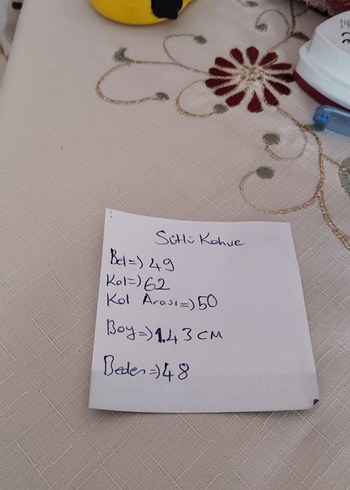 Sütlü Kahve
Bel=) 49
Kol=) 62
Kol Arası=) 50
Boy=) 1.43 CM
Beden=) 48